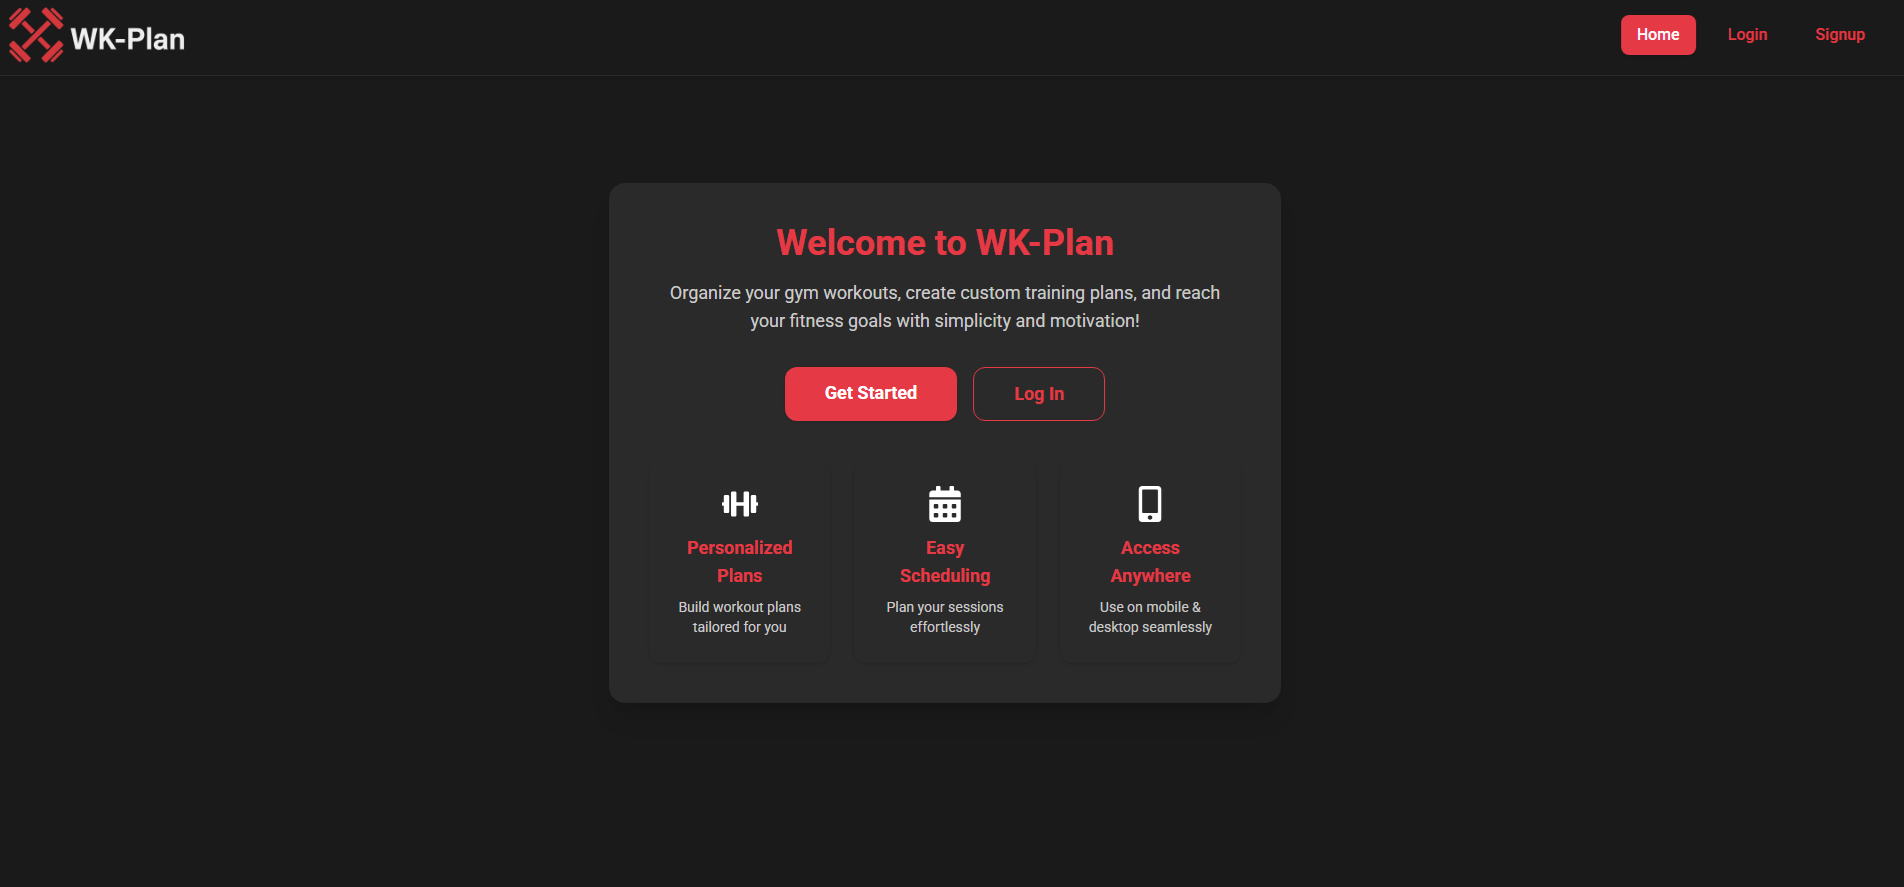 WK-Plan
Home
Login
Signup
Welcome to WK-Plan
Organize your gym workouts, create custom training plans, and reach
your fitness goals with simplicity and motivation!
Get Started
Log In
Personalized
Plans
Build workout plans
tailored for you
Easy
Scheduling
Plan your sessions
effortlessly
Access
Anywhere
Use on mobile &
desktop seamlessly